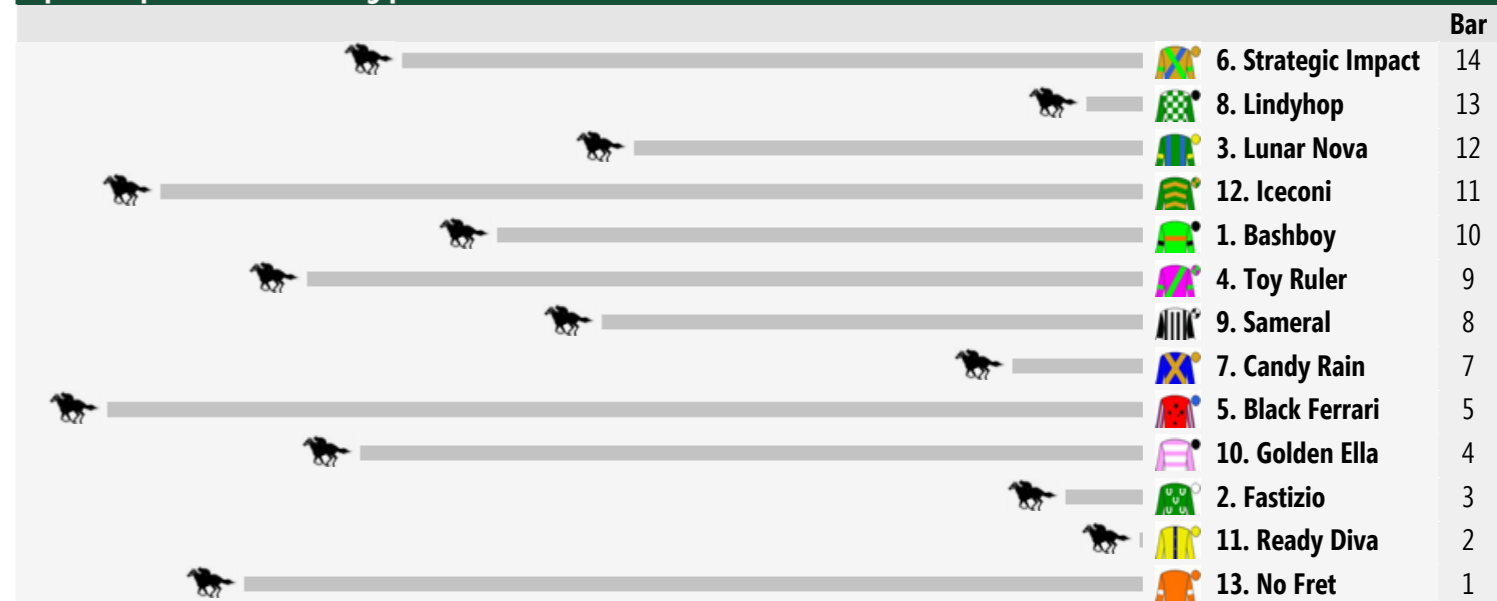 Bar
6. Strategic Impact 14
8. Lindyhop 13
3. Lunar Nova 12
12. Iceconi 11
1. Bashboy 10
4. Toy Ruler 9
9. Sameral 8
7. Candy Rain 7
5. Black Ferrari 5
10. Golden Ella 4
2. Fastizio 3
11. Ready Diva 2
13. No Fret 1